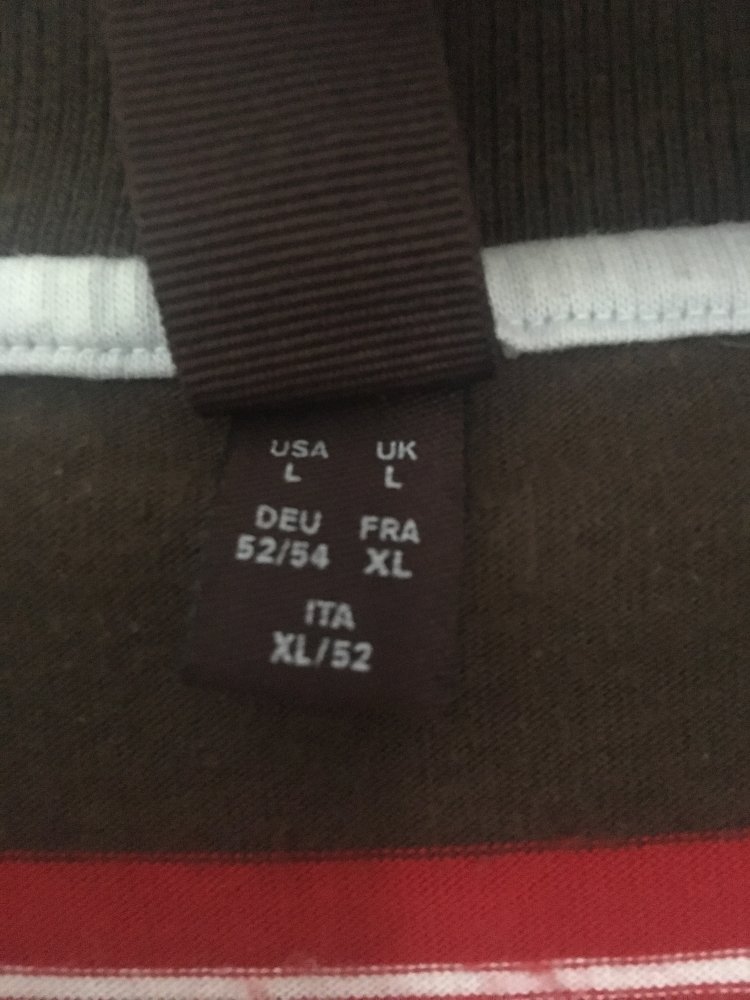 USA UK
L L
DEU FRA
52/54 XL
ITA
XL/52